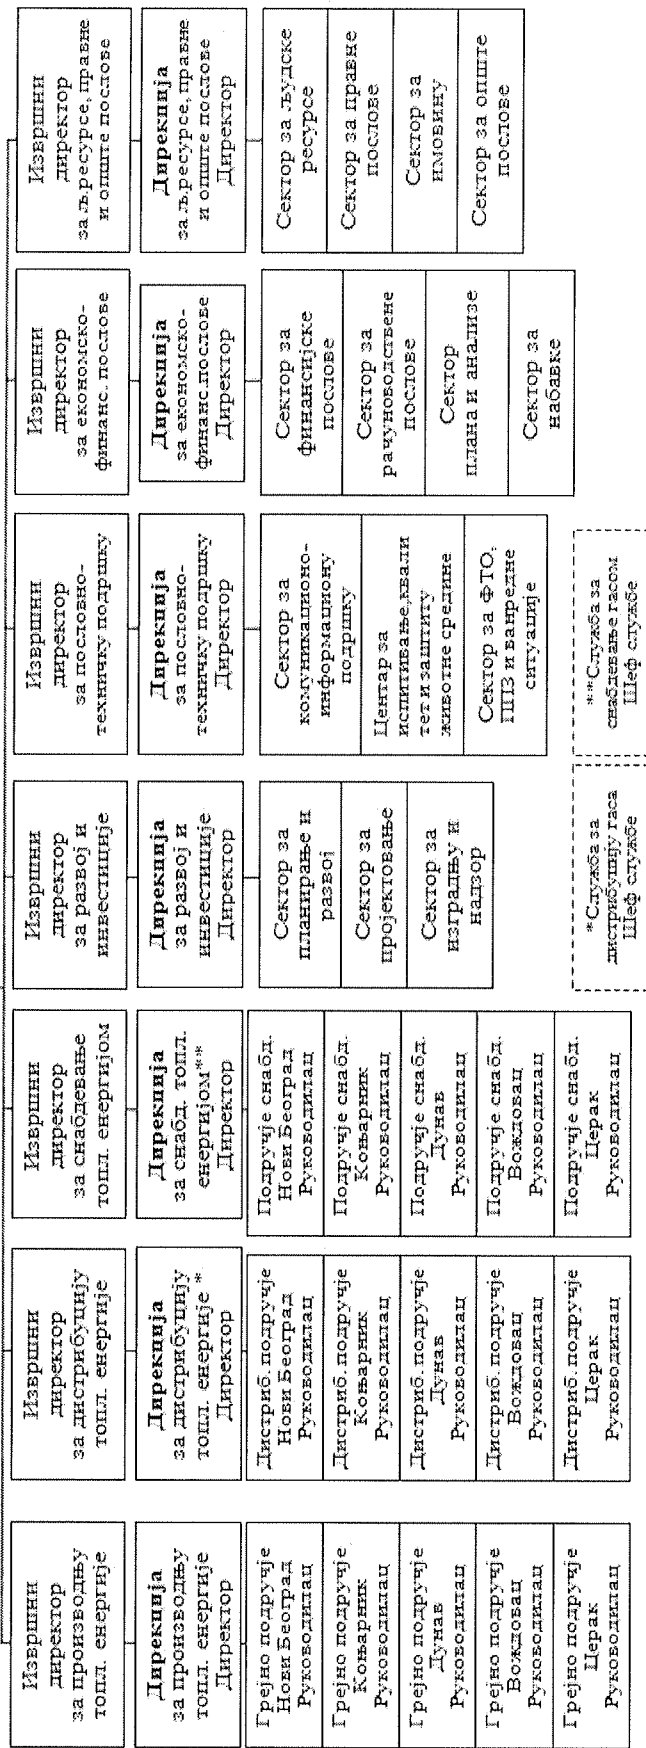 Извршни
директор
за производњу
топл. енергије
Дирекција
за производњу
топл. енергије
Директор
Грејно подручје
Нови Београд
Руководилац
Грејно подручје
Коњарник
Руководилац
Грејно подручје
Дунав
Руководилац
Грејно подручје
Вождовац
Руководилац
Грејно подручје
Церак
Руководилац
Извршни
директор
за дистрибуцију
топл. енергије
Дирекција
за дистрибуцију
топл. енергије *
Директор
Дистриб. подручје
Нови Београд
Руководилац
Дистриб. подручје
Коњарник
Руководилац
Дистриб. подручје
Дунав
Руководилац
Дистриб. подручје
Вождовац
Руководилац
Дистриб. подручје
Церак
Руководилац
Извршни
директор
за снабдевање
топл. енергијом
Дирекција
за снабд. топл.
енергијом**
Директор
Подручје снабд.
Нови Београд
Руководилац
Подручје снабд.
Коњарник
Руководилац
Подручје снабд.
Дунав
Руководилац
Подручје снабд.
Вождовац
Руководилац
Подручје снабд.
Церак
Руководилац
Извршни
директор
за развој и
инвестиције
Дирекција
за развој и
инвестиције
Директор
Сектор за
планирање и
развој
Сектор за
пројектовање
Сектор за
изградњу и
надзор
Извршни
директор
за пословно-
техничку подршку
Дирекција
за пословно-
техничку подршку
Директор
Сектор за
комуникационо-
информациону
подршку
Центар за
испитивање,квали
тет и заштиту
животне средине
Сектор за ФТО,
ППЗ и ванредне
ситуације
Извршни
директор
за економско-
финанс. послове
Дирекција
за економско-
финанс.послове
Директор
Сектор за
финансијске
послове
Сектор за
рачуноводствене
послове
Сектор
плана и анализе
Сектор за
набавке
Извршни
директор
за љ.ресурсе, правне
и опште послове
Дирекција
за љ.ресурсе, правне
и опште послове
Директор
Сектор за људске
ресурсе
Сектор за правне
послове
Сектор за
имовину
Сектор за опште
послове
*Служба за
дистрибуцију гаса
Шеф службе
**Служба за
снабдевање гасом
Шеф службе